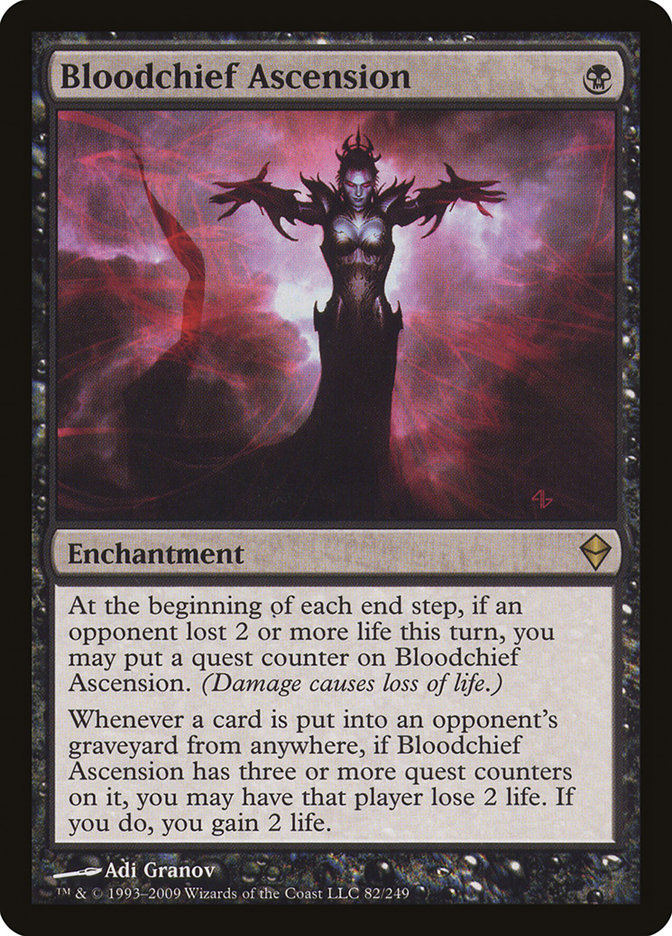 Bloodchief Ascension
Enchantment
At the beginning of each end step, if an
opponent lost 2 or more life this turn, you
may put a quest counter on Bloodchief
Ascension. (Damage causes loss of life.)
Whenever a card is put into an opponent's
graveyard from anywhere, if Bloodchief
Ascension has three or more quest counters
on it, you may have that player lose 2 life. If
you do, you gain 2 life.
Adi Granov
™ & © 1993–2009 Wizards of the Coast LLC 82/249